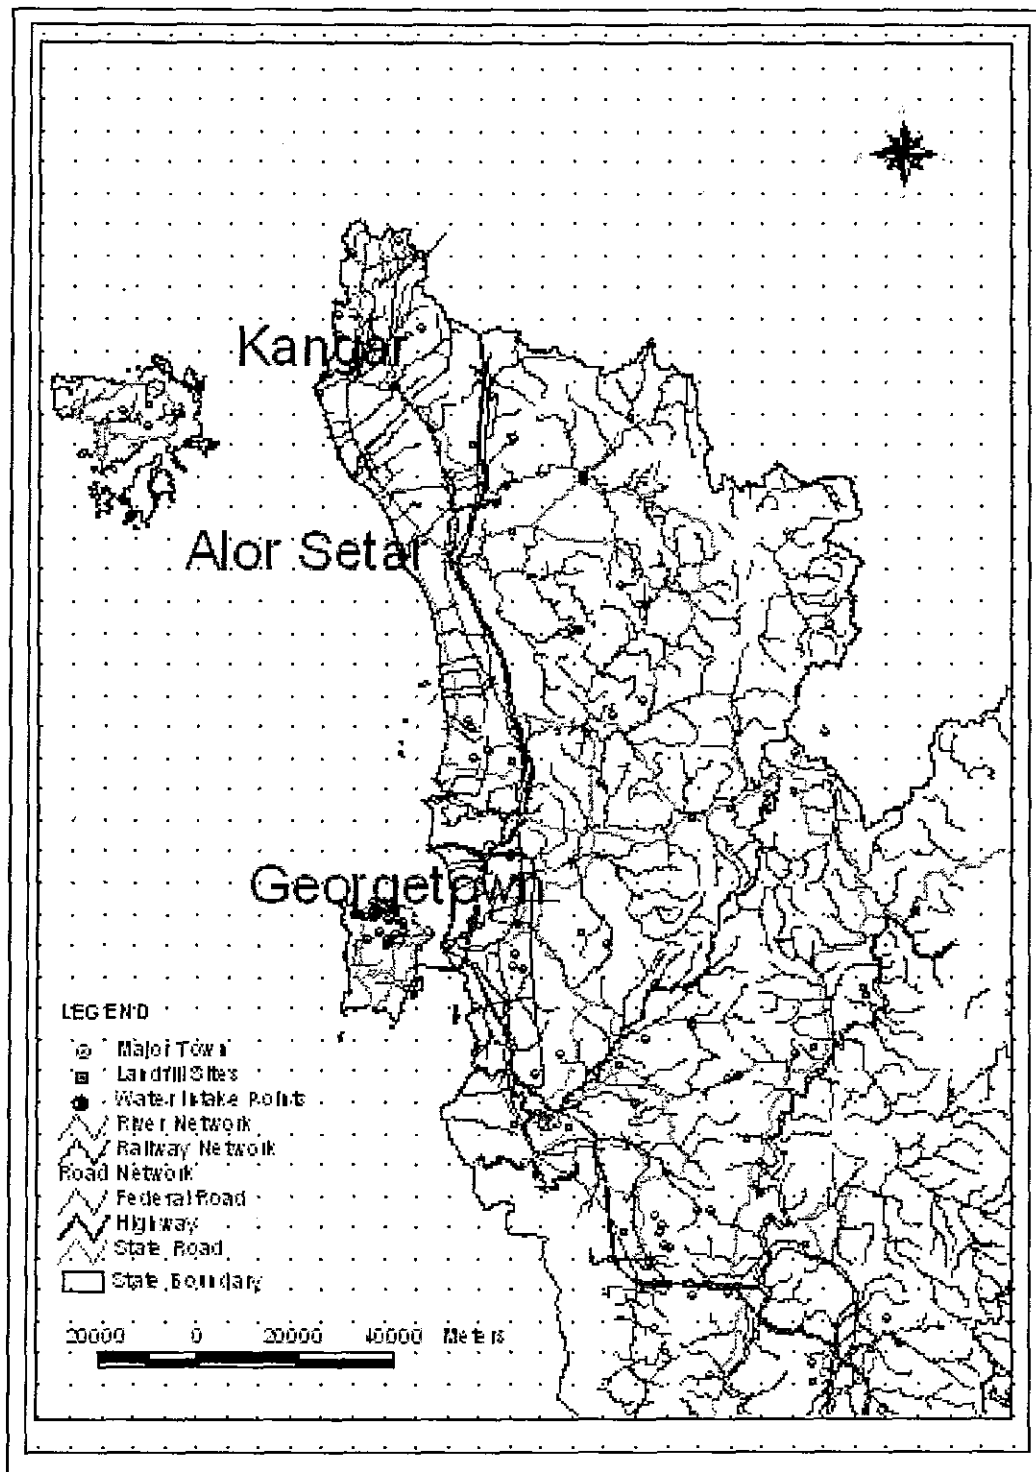 Kangar
Alor Setar
Georgetown
LEGEND
Major Town
Landfill Sites
Water Intake Points
River Network
Railway Network
Road Network
Federal Road
Highway
State Road
State Boundary
20000 0 20000 40000 Meters